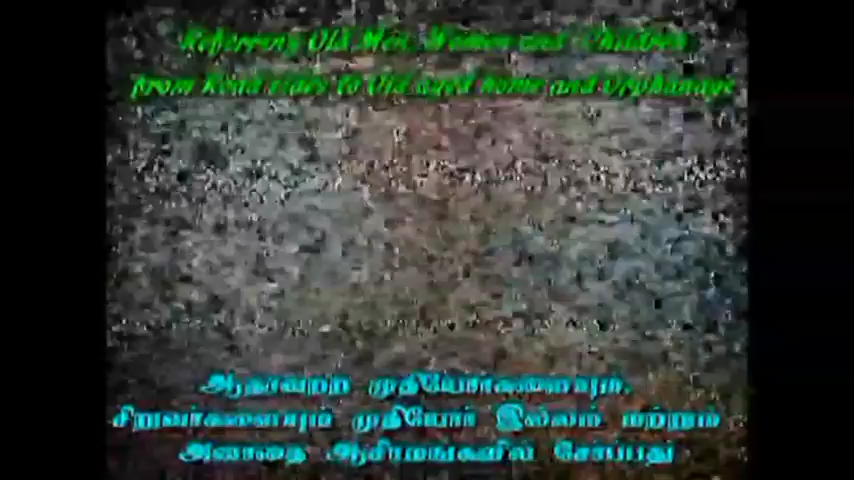 Referring Old Men, Women and Children
from Road sides to Old aged home and Opphanage
ஆதரவற்ற முதியோர்களையும்,
சிறுவர்களையும் முதியோர் இல்லம் மற்றும்
அனாதை ஆசிரமங்களில் சேர்ப்பது